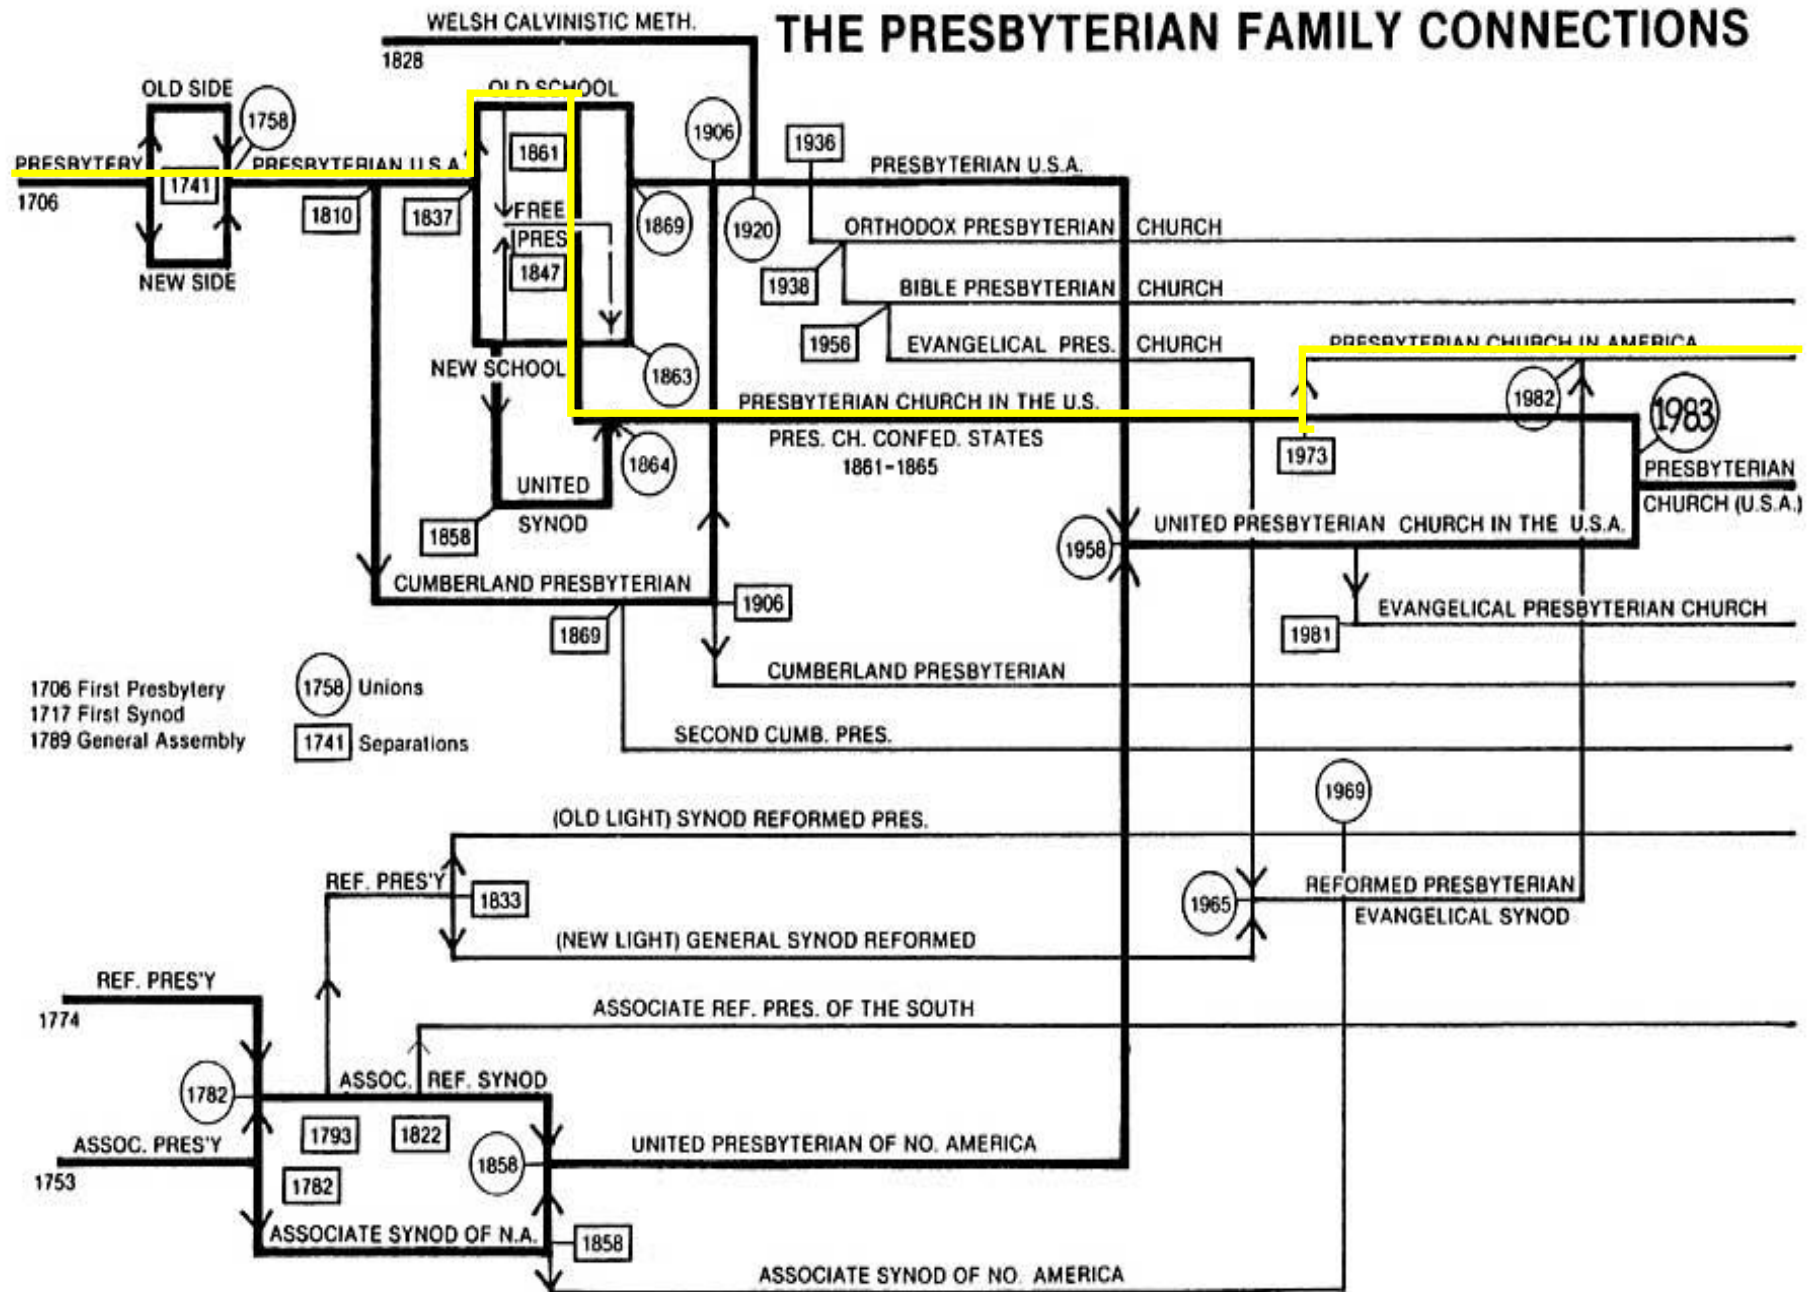 THE PRESBYTERIAN FAMILY CONNECTIONS
WELSH CALVINISTIC METH.
1828
OLD SIDE
1758
OLD SCHOOL
1906
1936
1861
PRESBYTERY
1741
PRESBYTERIAN U.S.A.
PRESBYTERIAN U.S.A.
1706
1810
1837
FREE
PRES
1869
1920
ORTHODOX PRESBYTERIAN CHURCH
NEW SIDE
1847
1938
BIBLE PRESBYTERIAN CHURCH
1956
EVANGELICAL PRES. CHURCH
PRESBYTERIAN CHURCH IN AMERICA
NEW SCHOOL
1863
PRESBYTERIAN CHURCH IN THE U.S.
1982
1983
PRES. CH. CONFED. STATES
1861-1865
1864
1973
PRESBYTERIAN
CHURCH (U.S.A.)
UNITED
SYNOD
1858
UNITED PRESBYTERIAN CHURCH IN THE U.S.A.
1958
CUMBERLAND PRESBYTERIAN
1906
1869
EVANGELICAL PRESBYTERIAN CHURCH
1981
CUMBERLAND PRESBYTERIAN
1706 First Presbytery
1717 First Synod
1789 General Assembly
1758 Unions
1741 Separations
SECOND CUMB. PRES.
1969
(OLD LIGHT) SYNOD REFORMED PRES.
REF. PRES'Y
1833
1965
REFORMED PRESBYTERIAN
EVANGELICAL SYNOD
(NEW LIGHT) GENERAL SYNOD REFORMED
REF. PRES'Y
1774
ASSOCIATE REF. PRES. OF THE SOUTH
1782
ASSOC. REF. SYNOD
1793
1822
ASSOC. PRES'Y
1753
1782
1858
UNITED PRESBYTERIAN OF NO. AMERICA
ASSOCIATE SYNOD OF N.A.
1858
ASSOCIATE SYNOD OF NO. AMERICA